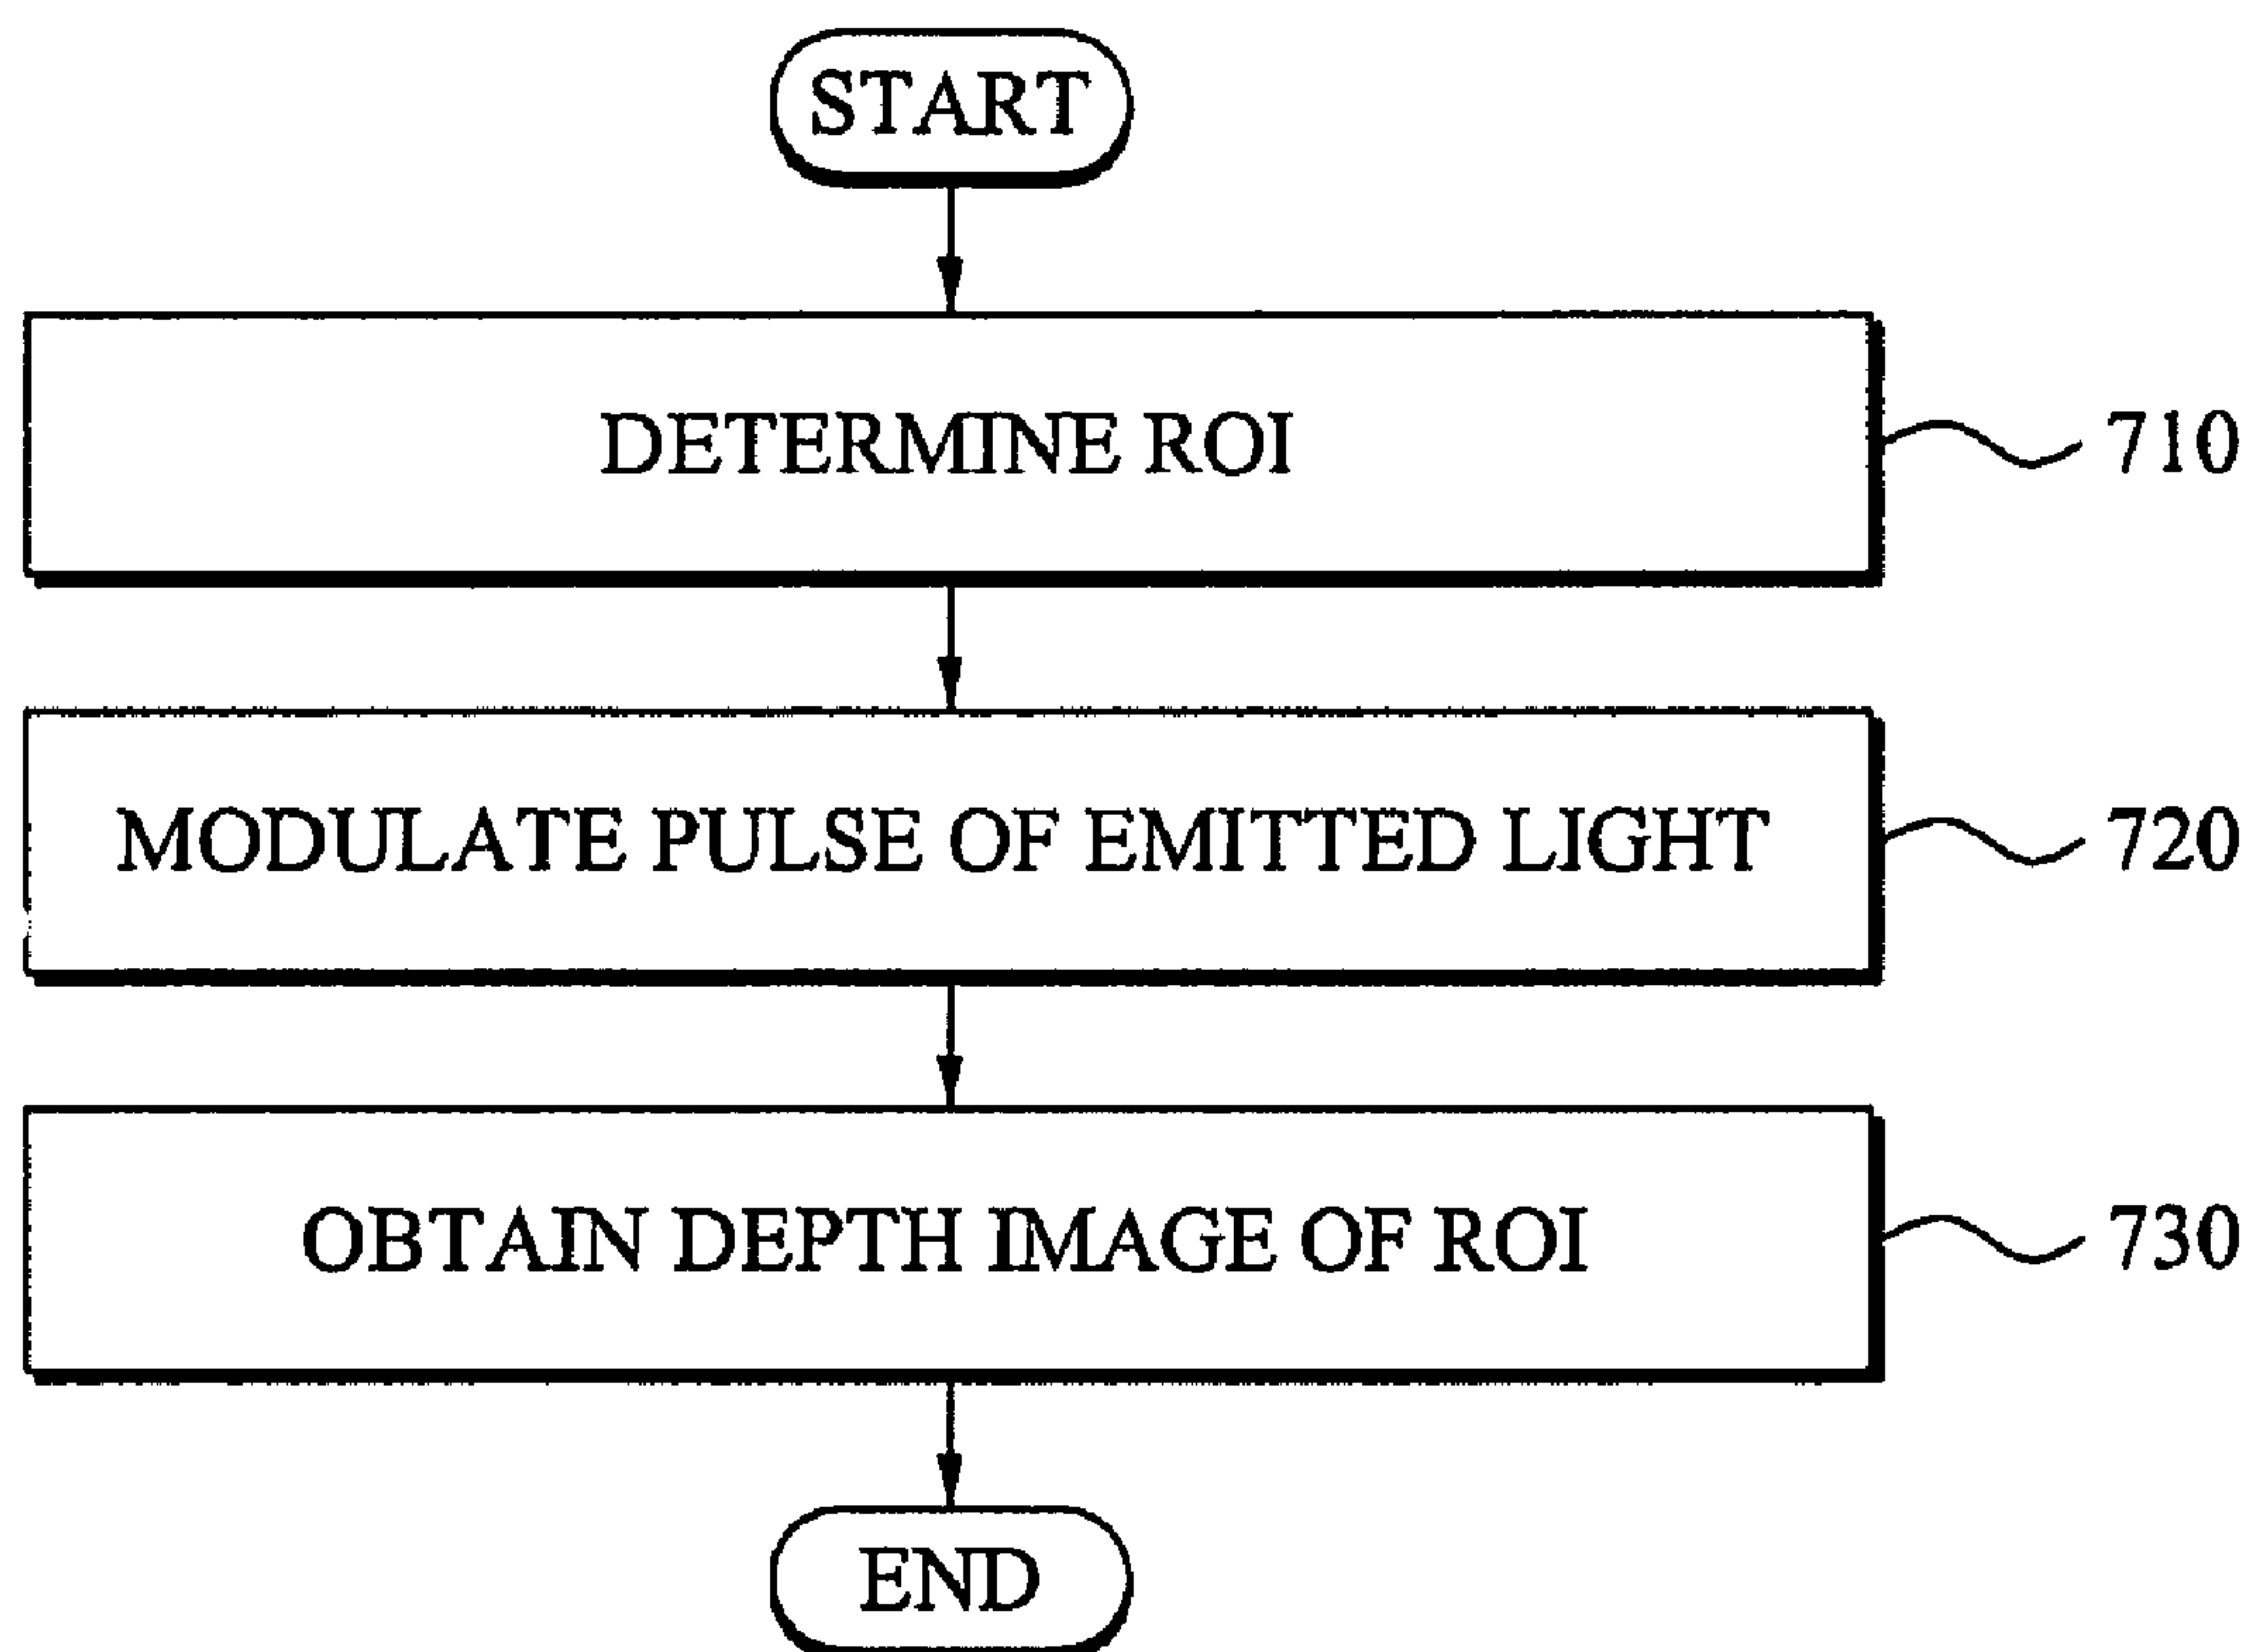 START
DETERMINE ROI
710
MODULATE PULSE OF EMITTED LIGHT
720
OBTAIN DEPTH IMAGE OF ROI
730
END